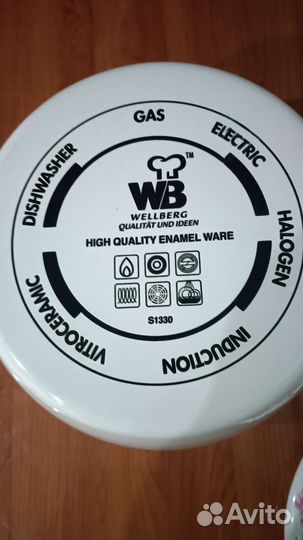 GAS
ELECTRIC
HALOGEN
INDUCTION
VITROCERAMIC
DISHWASHER
TM
WB
WELLBERG
QUALITÄT UND IDEEN
HIGH QUALITY ENAMEL WARE
S1330
Avito